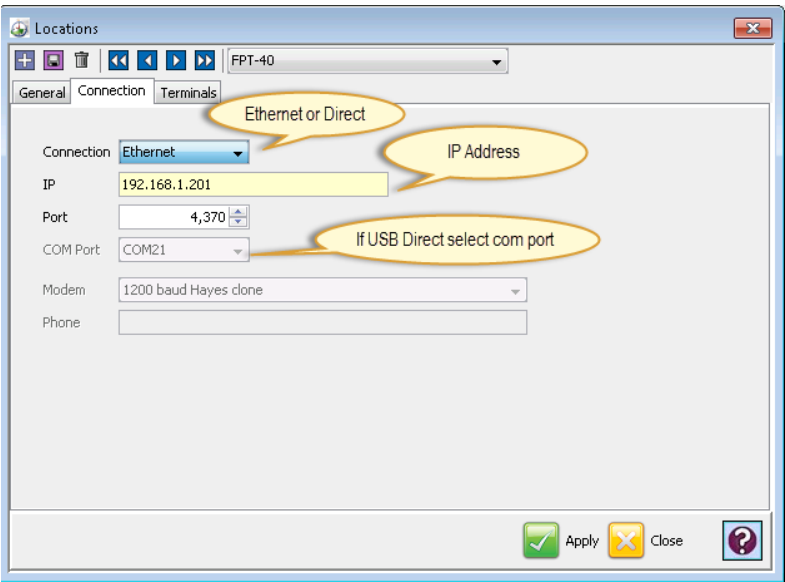 Locations
FPT-40
General Connection Terminals
Ethernet or Direct
Connection Ethernet
IP Address
IP 192.168.1.201
Port 4,370
If USB Direct select com port
COM Port COM21
Modem 1200 baud Hayes clone
Phone
Apply Close